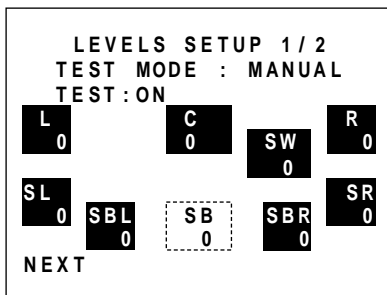 LEVELS SETUP 1/2
TEST MODE : MANUAL
TEST:ON
L C R
0 0 0
SW
0
SL SR
0 0
SBL SB SBR
0 0 0
NEXT